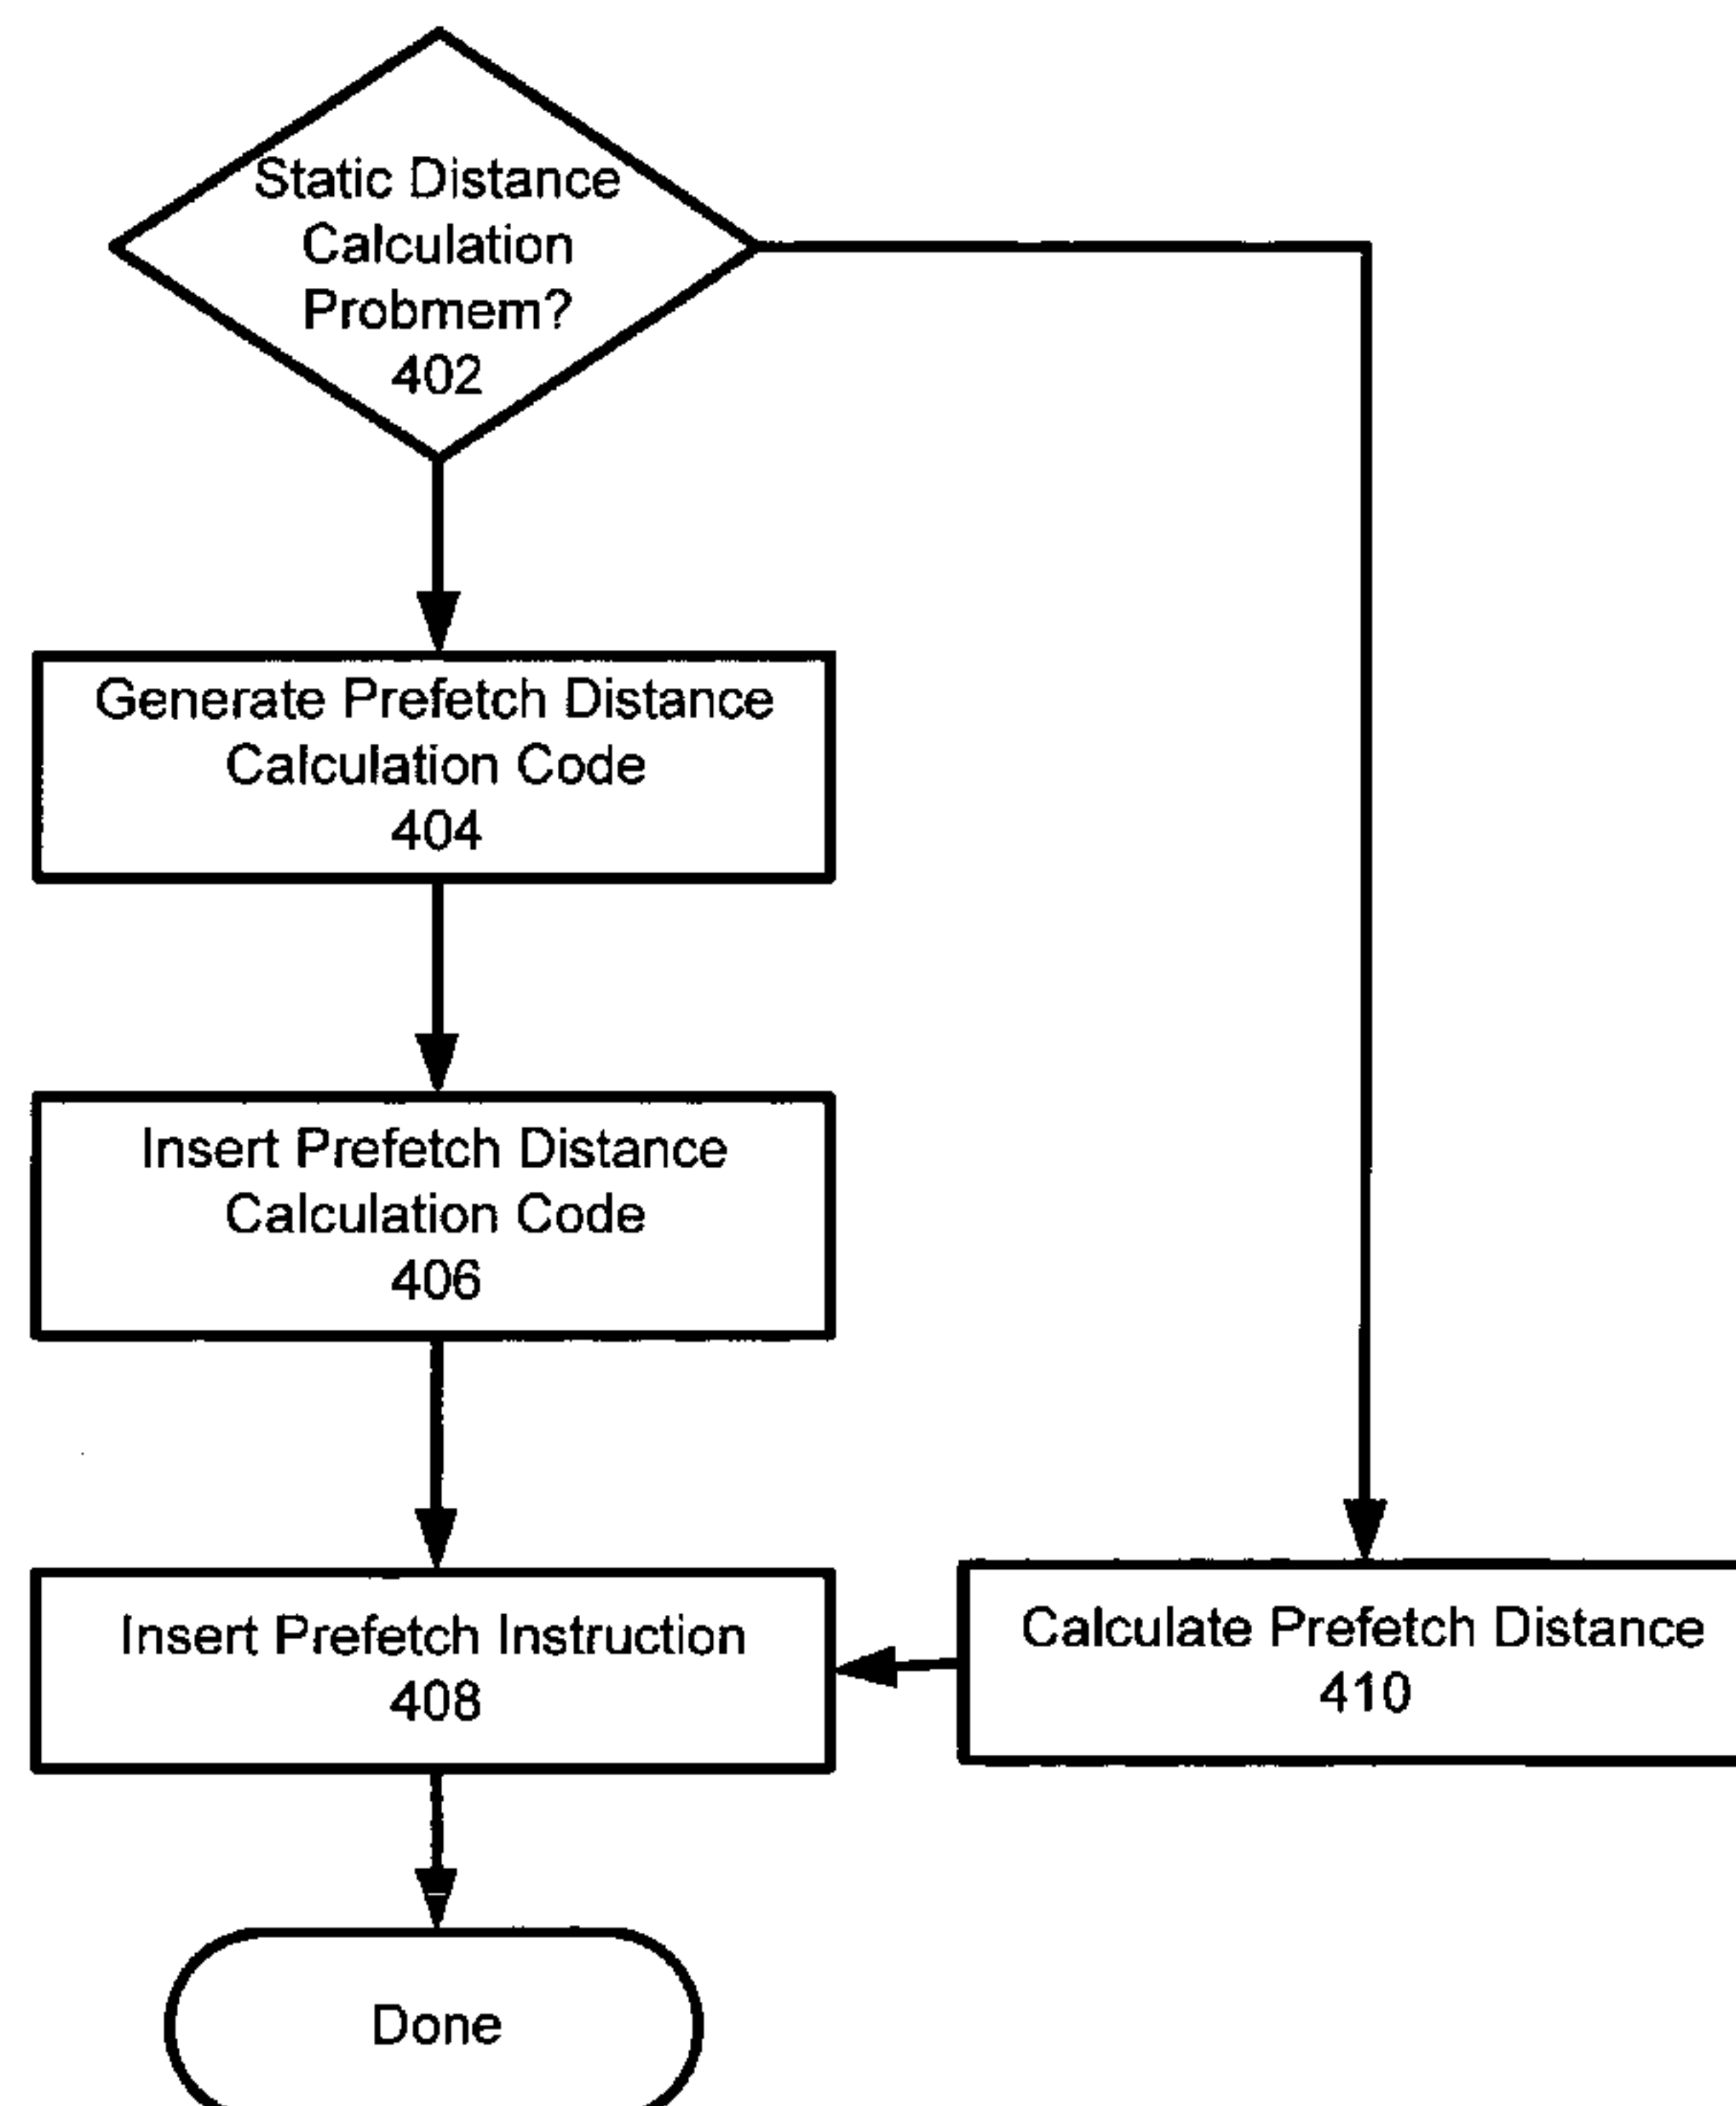 Static Distance
Calculation
Probmem?
402
Generate Prefetch Distance
Calculation Code
404
Insert Prefetch Distance
Calculation Code
406
Insert Prefetch Instruction
408
Calculate Prefetch Distance
410
Done